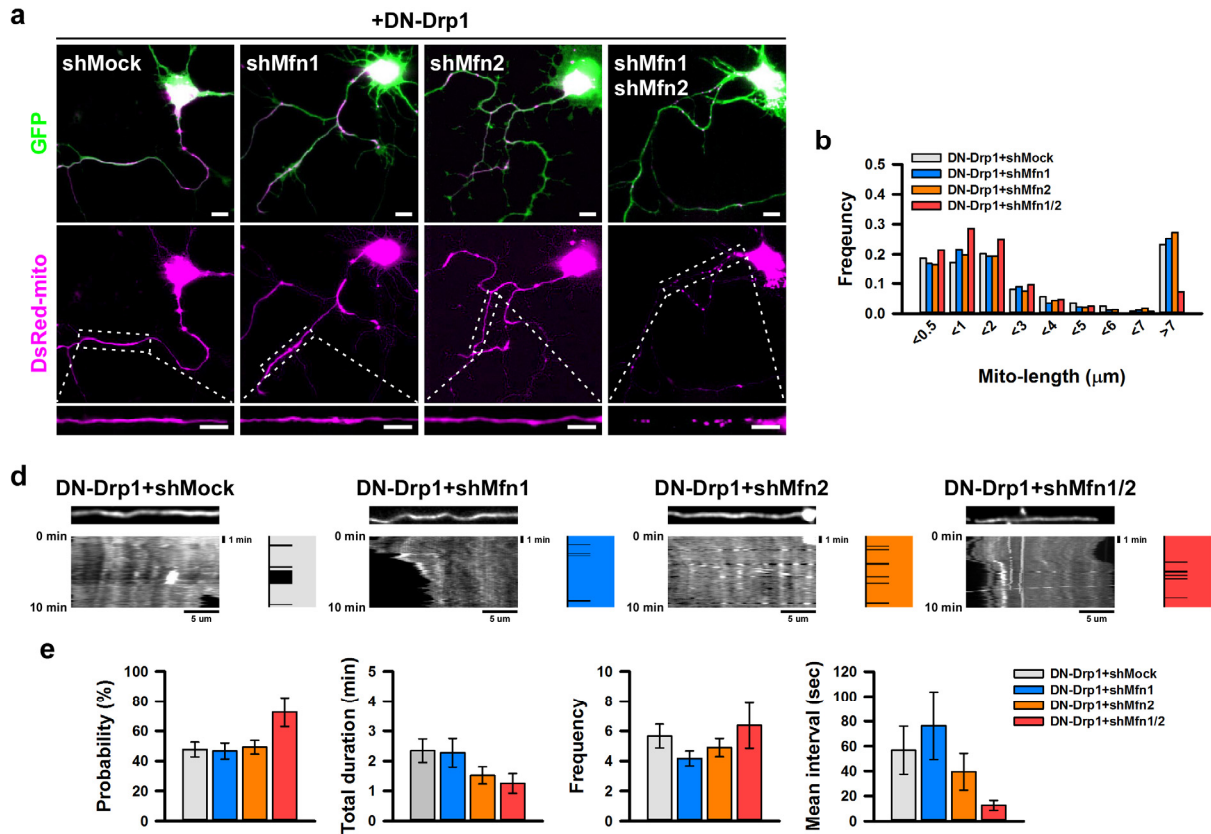 a
+DN-Drp1
shMock
shMfn1
shMfn2
shMfn1
shMfn2
GFP
DsRed-mito
b
DN-Drp1+shMock
DN-Drp1+shMfn1
DN-Drp1+shMfn2
DN-Drp1+shMfn1/2
Freqeuncy
0.5
0.4
0.3
0.2
0.1
0.0
<0.5
<1
<2
<3
<4
<5
<6
<7
>7
Mito-length (μm)
d
DN-Drp1+shMock
0 min
1 min
10 min
5 um
DN-Drp1+shMfn1
0 min
1 min
10 min
5 um
DN-Drp1+shMfn2
0 min
1 min
10 min
5 um
DN-Drp1+shMfn1/2
0 min
1 min
10 min
5 um
e
Probability (%)
100
80
60
40
20
0
Total duration (min)
5
4
3
2
1
0
Frequency
10
8
6
4
2
0
Mean interval (sec)
120
100
80
60
40
20
0
DN-Drp1+shMock
DN-Drp1+shMfn1
DN-Drp1+shMfn2
DN-Drp1+shMfn1/2